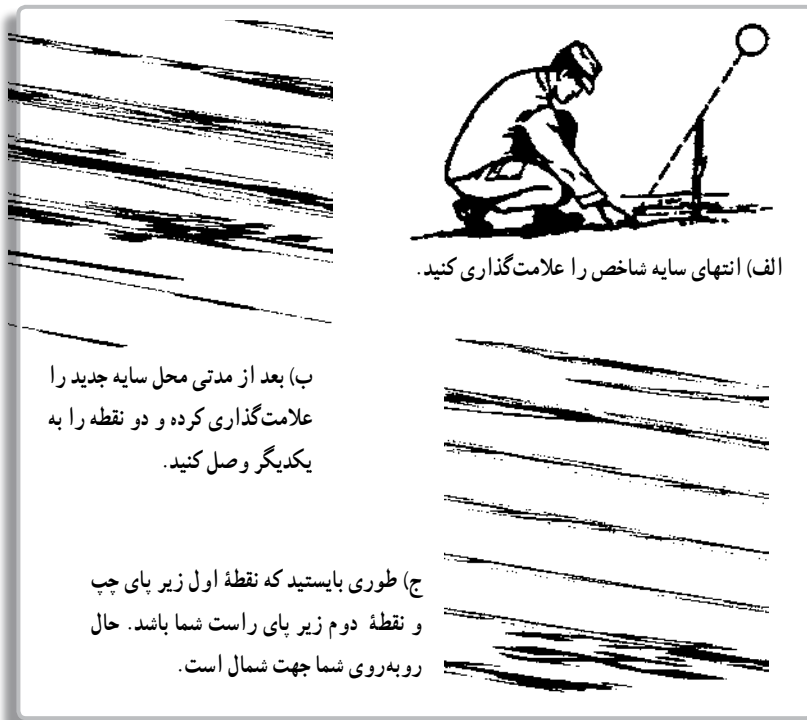 الف) انتهای سایه شاخص را علامت‌گذاری کنید.
ب) بعد از مدتی محل سایه جدید را
علامت‌گذاری کرده و دو نقطه را به
یکدیگر وصل کنید.
ج) طوری بایستید که نقطهٔ اول زیر پای چپ
و نقطهٔ دوم زیر پای راست شما باشد. حال
روبه‌روی شما جهت شمال است.